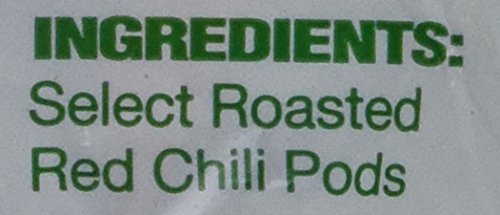 INGREDIENTS:
Select Roasted
Red Chili Pods